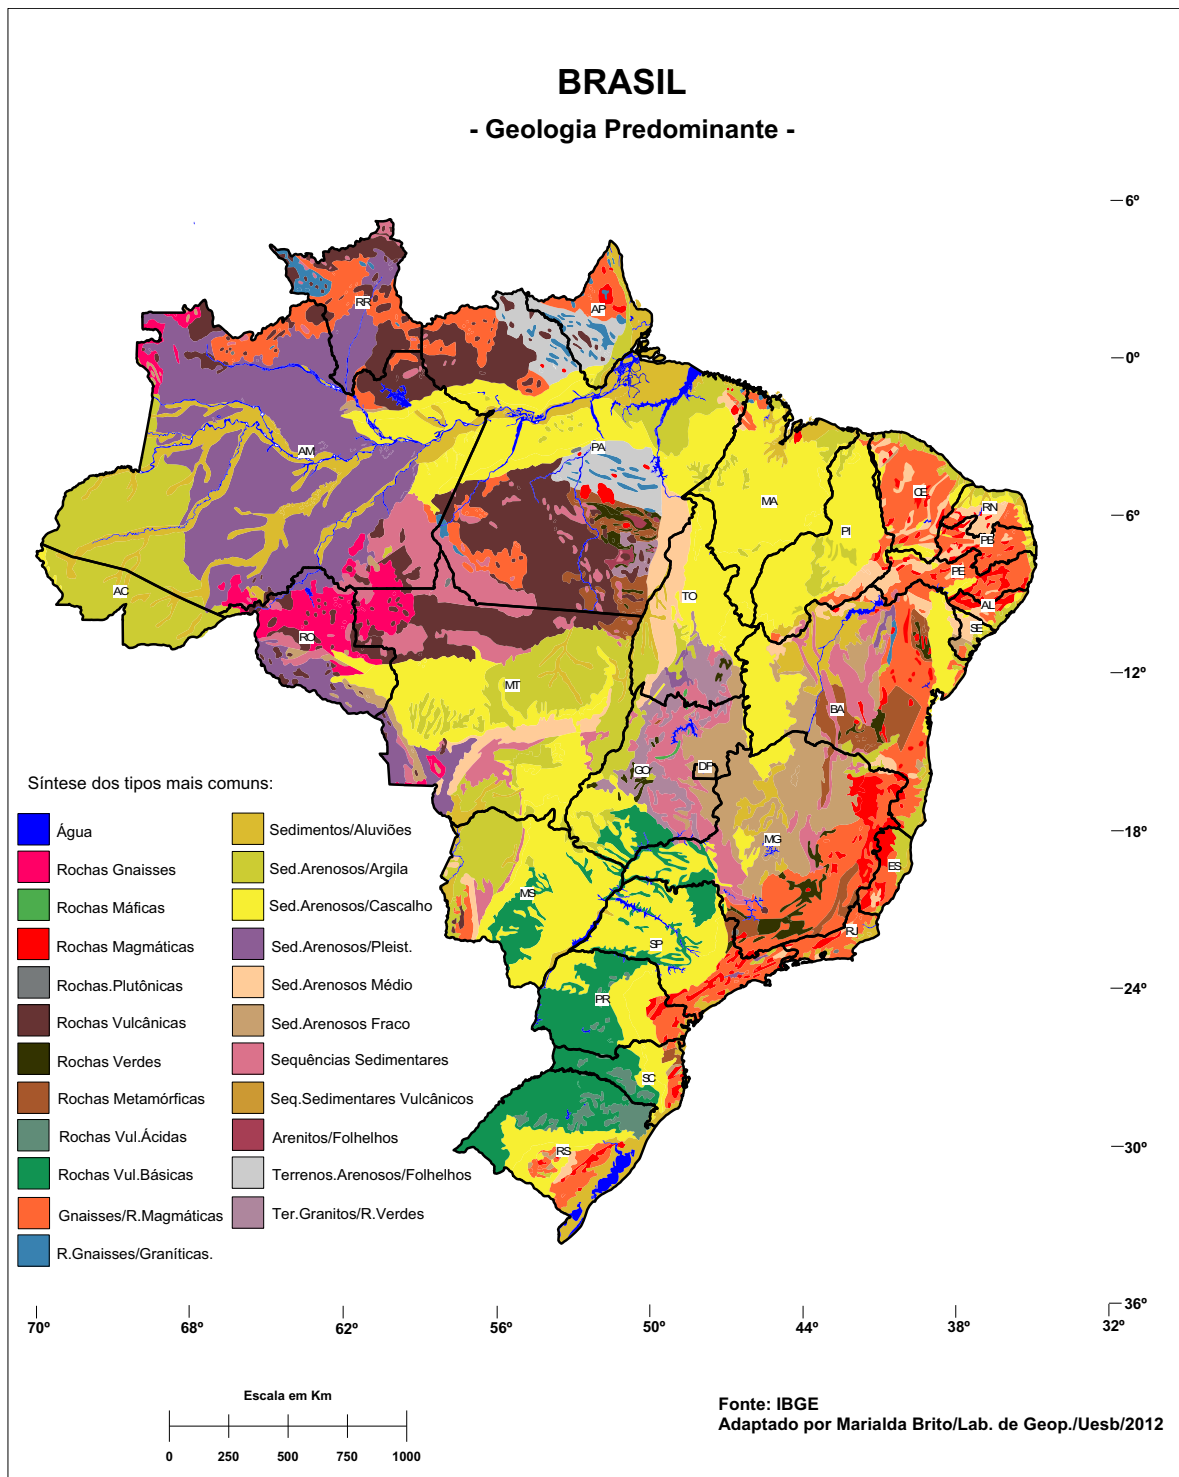 BRASIL
- Geologia Predominante -
6º
0º
6º
12º
18º
24º
30º
36º
RR
AP
AM
PA
MA
CE
RN
PB
PI
PE
AL
SE
AC
RO
TO
MT
BA
GO
DF
MG
ES
MS
SP
RJ
PR
SC
RS
Síntese dos tipos mais comuns:
Água
Rochas Gnaisses
Rochas Máficas
Rochas Magmáticas
Rochas.Plutônicas
Rochas Vulcânicas
Rochas Verdes
Rochas Metamórficas
Rochas Vul.Ácidas
Rochas Vul.Básicas
Gnaisses/R.Magmáticas
R.Gnaisses/Graníticas.
Sedimentos/Aluviões
Sed.Arenosos/Argila
Sed.Arenosos/Cascalho
Sed.Arenosos/Pleist.
Sed.Arenosos Médio
Sed.Arenosos Fraco
Sequências Sedimentares
Seq.Sedimentares Vulcânicos
Arenitos/Folhelhos
Terrenos.Arenosos/Folhelhos
Ter.Granitos/R.Verdes
70º 68º 62º 56º 50º 44º 38º 32º
Escala em Km
0 250 500 750 1000
Fonte: IBGE
Adaptado por Marialda Brito/Lab. de Geop./Uesb/2012